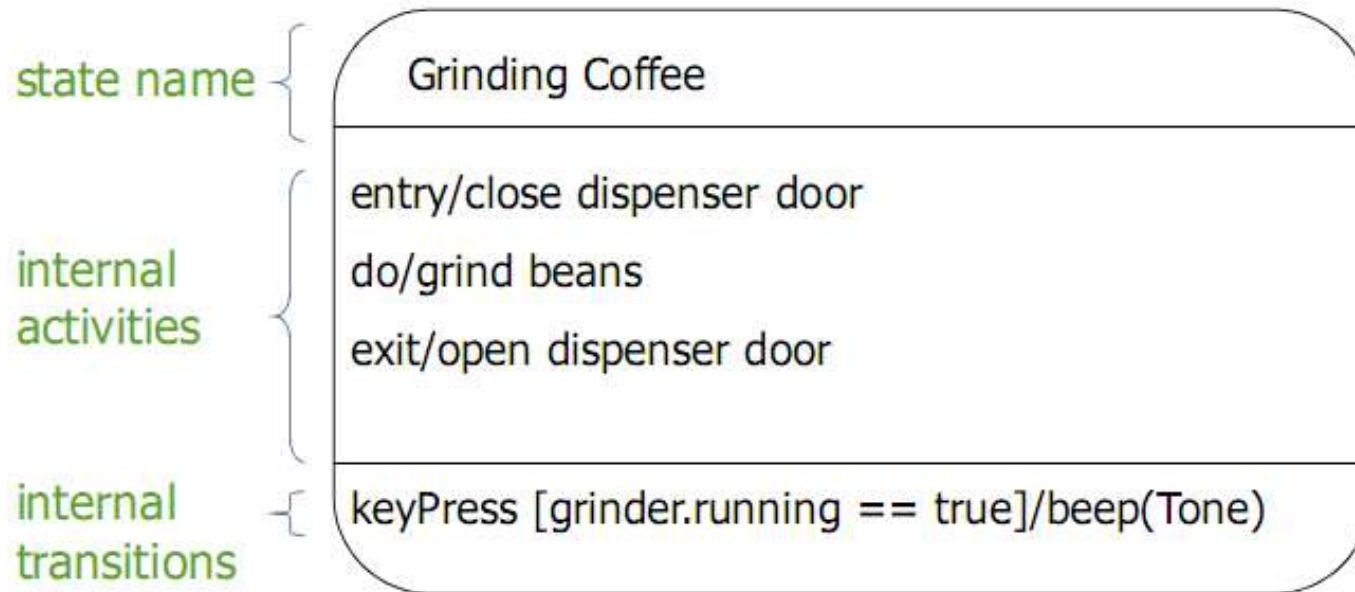 state name
Grinding Coffee
internal
activities
entry/close dispenser door
do/grind beans
exit/open dispenser door
internal
transitions
keyPress [grinder.running == true]/beep(Tone)